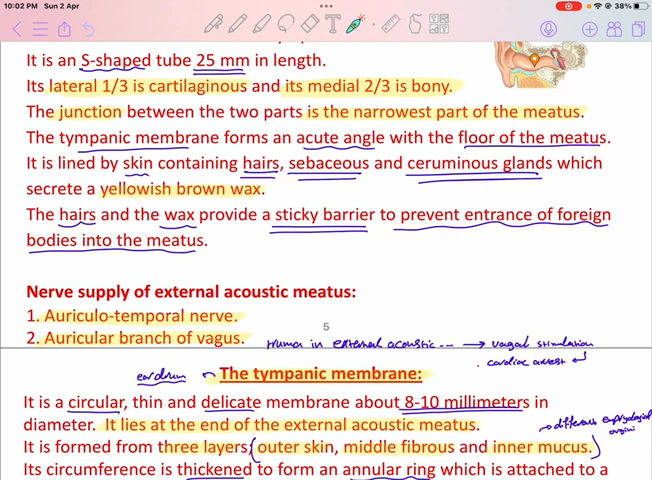 10:02 PM Sun 2 Apr
38%
It is an S-shaped tube 25 mm in length.
Its lateral 1/3 is cartilaginous and its medial 2/3 is bony.
The junction between the two parts is the narrowest part of the meatus.
The tympanic membrane forms an acute angle with the floor of the meatus.
It is lined by skin containing hairs, sebaceous and ceruminous glands which
secrete a yellowish brown wax.
The hairs and the wax provide a sticky barrier to prevent entrance of foreign
bodies into the meatus.
Nerve supply of external acoustic meatus:
1. Auriculo-temporal nerve.
5
2. Auricular branch of vagus.
truma in external acoustic --- → vagal stimulation
cardiac arrest
eardrum
The tympanic membrane:
It is a circular, thin and delicate membrane about 8-10 millimeters in
diameter. It lies at the end of the external acoustic meatus.
origin
It is formed from three layers, (outer skin, middle fibrous and inner mucus.)
Its circumference is thickened to form an annular ring which is attached to a